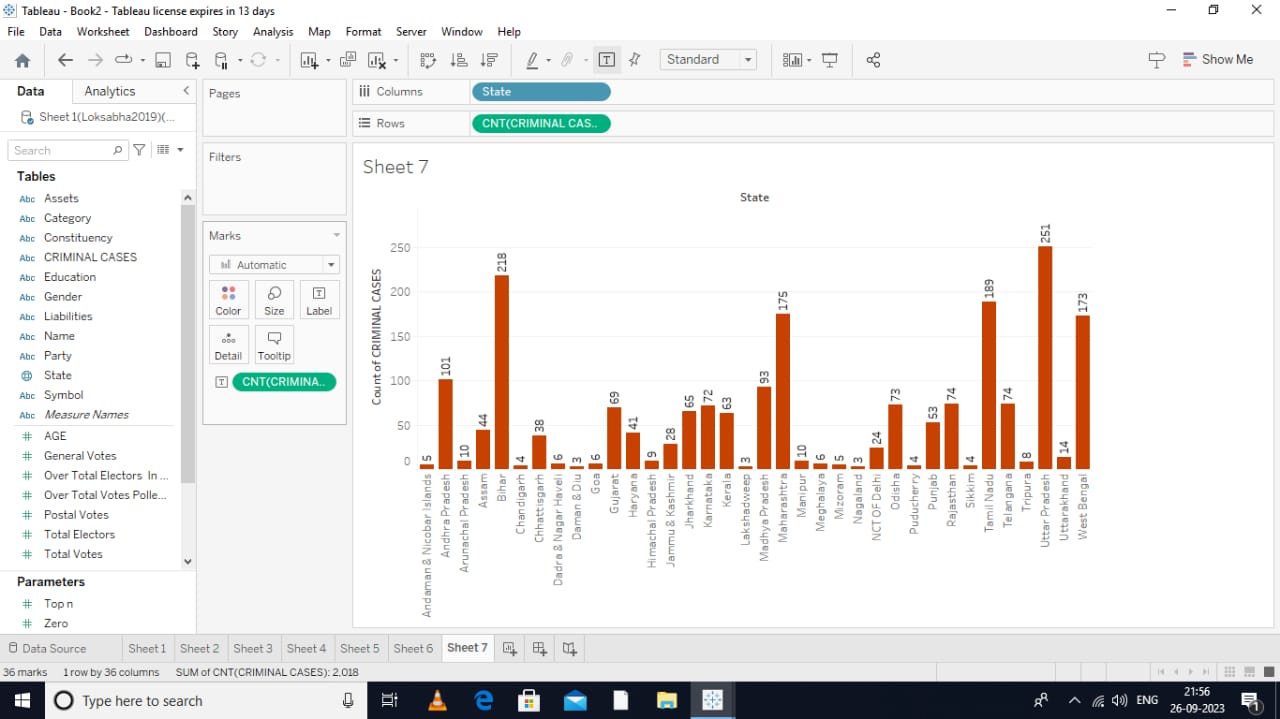 Tableau - Book2 - Tableau license expires in 13 days
File Data Worksheet Dashboard Story Analysis Map Format Server Window Help
Standard
Show Me
Data Analytics
Sheet 1(Loksabha2019)(...
Search
Tables
Abc Assets
Abc Category
Abc Constituency
Abc CRIMINAL CASES
Abc Education
Abc Gender
Abc Liabilities
Abc Name
Abc Party
State
Abc Symbol
Abc Measure Names
# AGE
# General Votes
# Over Total Electors In ...
# Over Total Votes Polle...
# Postal Votes
# Total Electors
# Total Votes
Parameters
# Top n
# Zero
Pages
Filters
Marks
Automatic
Color Size Label
Detail Tooltip
CNT(CRIMINA..
Columns State
Rows CNT(CRIMINAL CAS..
Sheet 7
State
Count of CRIMINAL CASES
250
200
150
100
50
0
5
101
10
44
218
4
38
6
3
6
69
41
9
28
65
72
63
3
93
175
10
6
5
3
24
73
4
53
74
4
189
74
8
251
14
173
Andaman & Nicobar Islands
Andhra Pradesh
Arunachal Pradesh
Assam
Bihar
Chandigarh
Chhattisgarh
Dadra & Nagar Haveli
Daman & Diu
Goa
Gujarat
Haryana
Himachal Pradesh
Jammu & Kashmir
Jharkhand
Karnataka
Kerala
Lakshadweep
Madhya Pradesh
Maharashtra
Manipur
Meghalaya
Mizoram
Nagaland
NCT OF Delhi
Odisha
Puducherry
Punjab
Rajasthan
Sikkim
Tamil Nadu
Telangana
Tripura
Uttar Pradesh
Uttarakhand
West Bengal
Data Source Sheet 1 Sheet 2 Sheet 3 Sheet 4 Sheet 5 Sheet 6 Sheet 7
36 marks 1 row by 36 columns SUM of CNT(CRIMINAL CASES): 2,018
Type here to search
ENG
21:56
26-09-2023
1